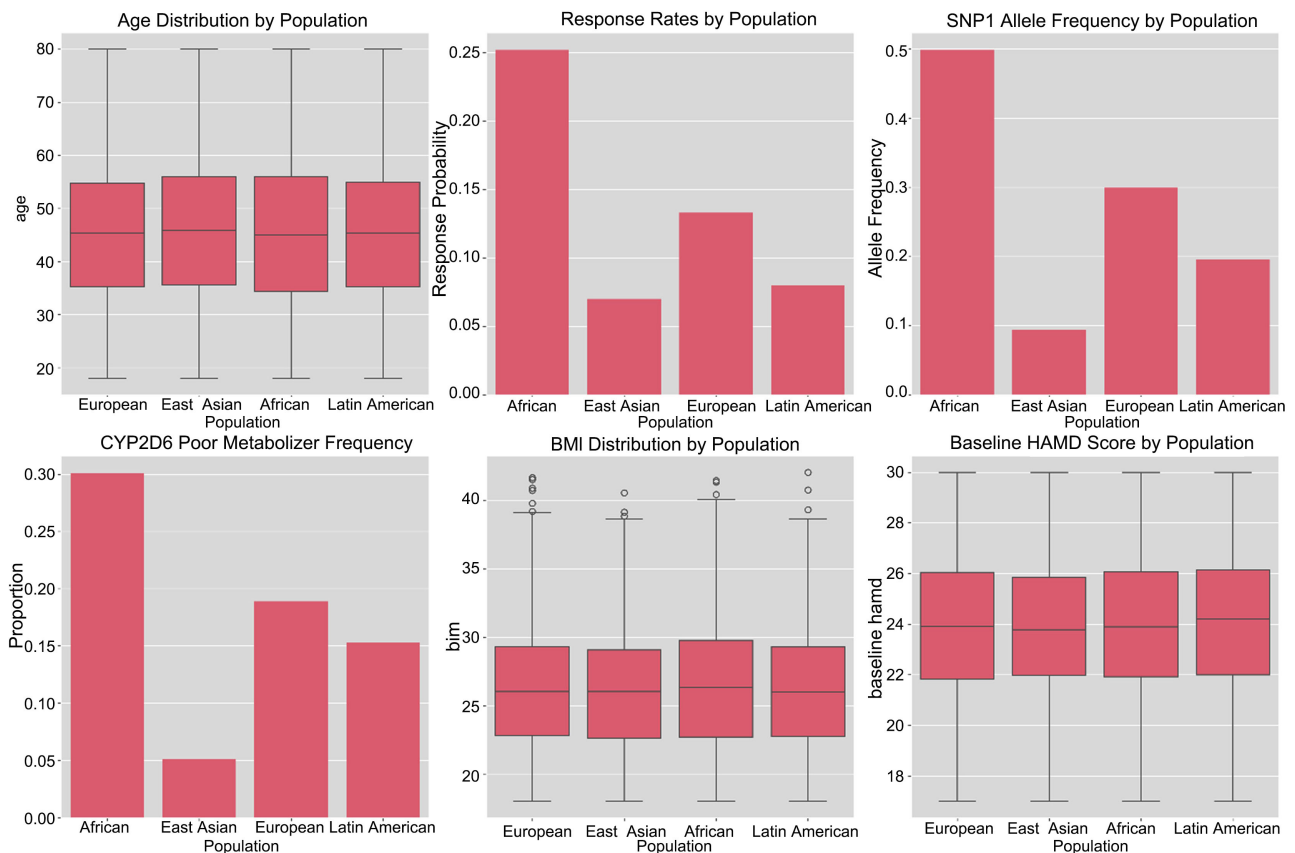 Age Distribution by Population
80
70
60
50
40
30
20
age
European East Asian African Latin American
Population
Response Rates by Population
0.25
0.20
0.15
0.10
0.05
0.00
Response Probability
African East Asian European Latin American
Population
SNP1 Allele Frequency by Population
0.5
0.4
0.3
0.2
0.1
0.0
Allele Frequency
African East Asian European Latin American
Population
CYP2D6 Poor Metabolizer Frequency
0.30
0.25
0.20
0.15
0.10
0.05
0.00
Proportion
African East Asian European Latin American
Population
BMI Distribution by Population
40
35
30
25
20
bim
European East Asian African Latin American
Population
Baseline HAMD Score by Population
30
28
26
24
22
20
18
baseline hamd
European East Asian African Latin American
Population